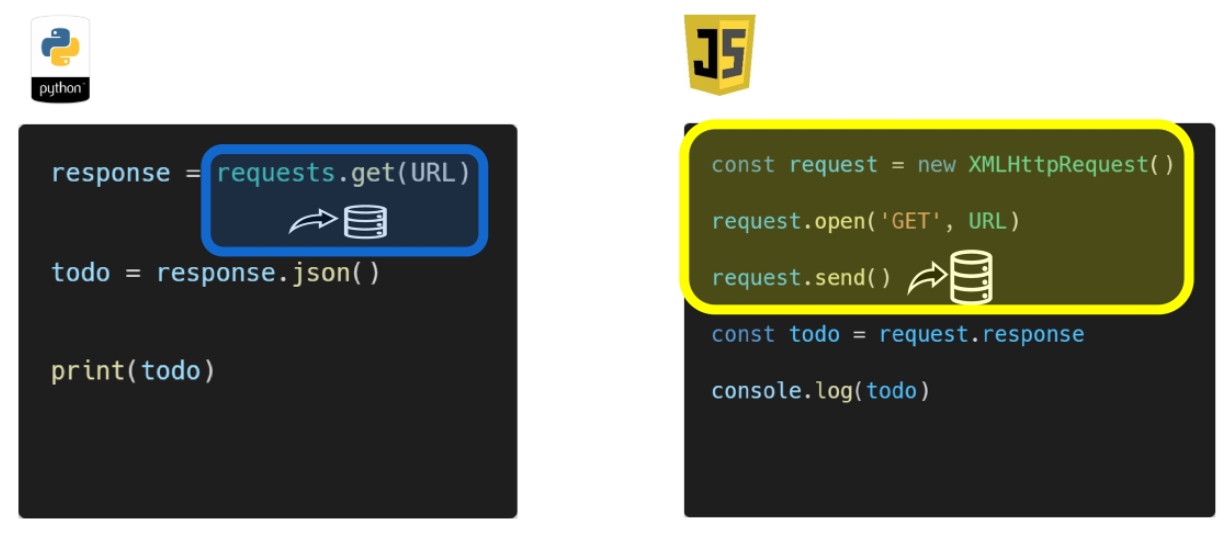 python
response = requests.get(URL)
todo = response.json()
print(todo)
JS
const request = new XMLHttpRequest()
request.open('GET', URL)
request.send()
const todo = request.response
console.log(todo)